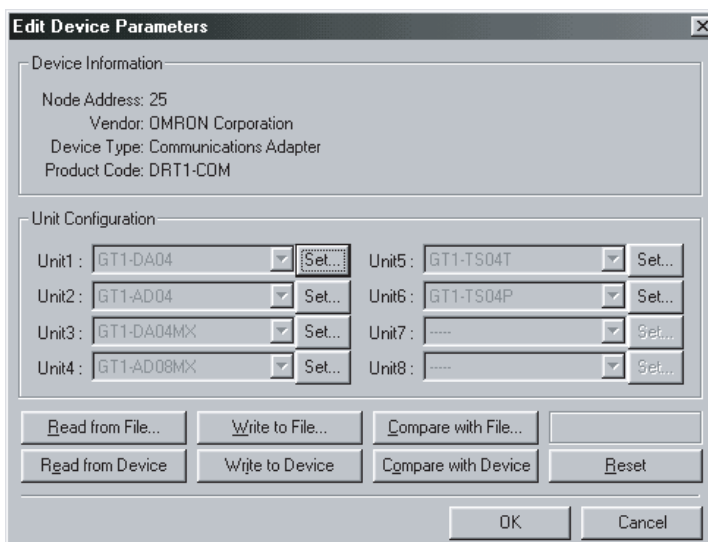 Edit Device Parameters
Device Information
Node Address: 25
Vendor: OMRON Corporation
Device Type: Communications Adapter
Product Code: DRT1-COM
Unit Configuration
Unit1 : GT1-DA04 Set... Unit5 : GT1-TS04T Set...
Unit2 : GT1-AD04 Set... Unit6 : GT1-TS04P Set...
Unit3 : GT1-DA04MX Set... Unit7 : ----- Set...
Unit4 : GT1-AD08MX Set... Unit8 : ----- Set...
Read from File... Write to File... Compare with File...
Read from Device Write to Device Compare with Device Reset
OK Cancel